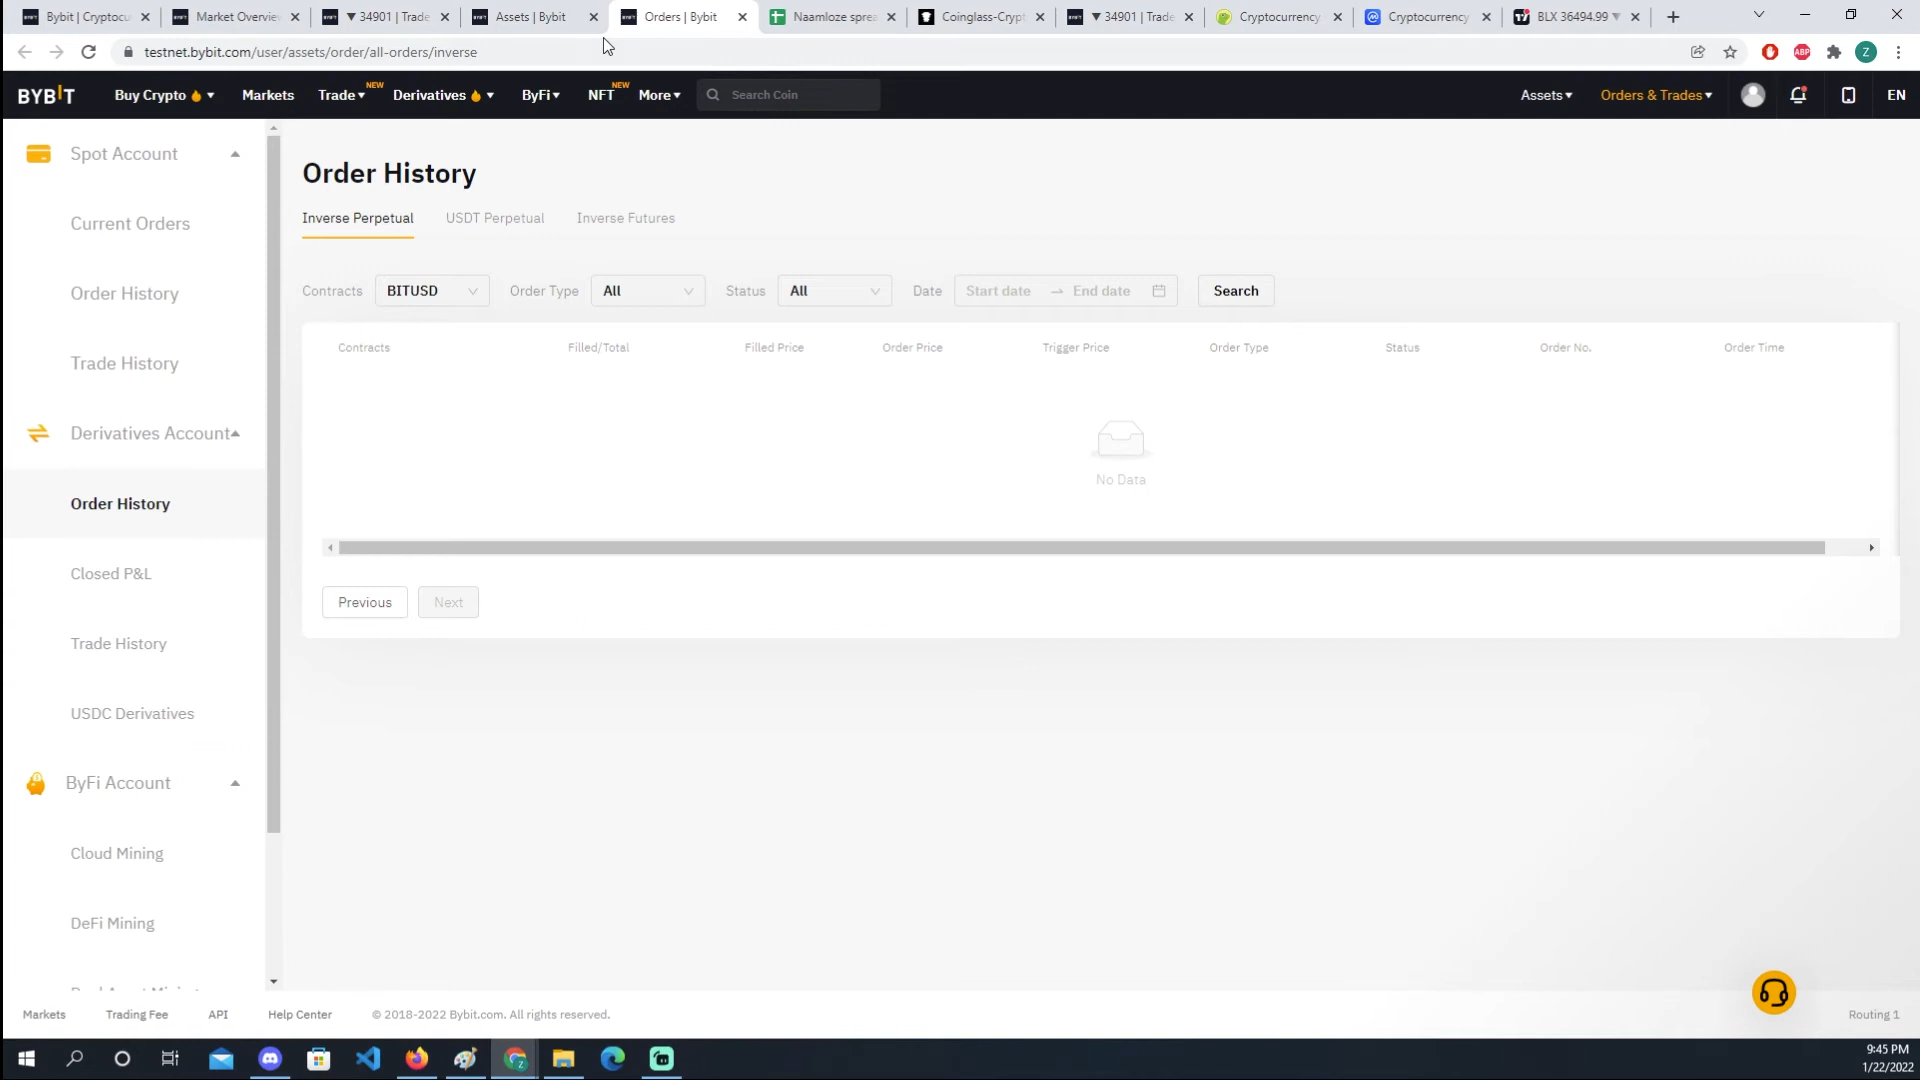 Bybit | Cryptocu
Market Overview
▼ 34901 | Trade
Assets | Bybit
Orders | Bybit
Naamloze sprea
Coinglass-Crypt
▼ 34901 | Trade
Cryptocurrency
Cryptocurrency
BLX 36494.99 ▼
testnet.bybit.com/user/assets/order/all-orders/inverse
ABP
Z
BYBIT
Buy Crypto
Markets
Trade
NEW
Derivatives
ByFi
NFT
NEW
More
Search Coin
Assets
Orders & Trades
EN
Spot Account
Current Orders
Order History
Trade History
Derivatives Account
Order History
Closed P&L
Trade History
USDC Derivatives
ByFi Account
Cloud Mining
DeFi Mining
Order History
Inverse Perpetual USDT Perpetual Inverse Futures
Contracts BITUSD Order Type All Status All Date Start date → End date Search
Contracts Filled/Total Filled Price Order Price Trigger Price Order Type Status Order No. Order Time
No Data
Previous Next
Markets Trading Fee API Help Center © 2018-2022 Bybit.com. All rights reserved. Routing 1
9:45 PM
1/22/2022